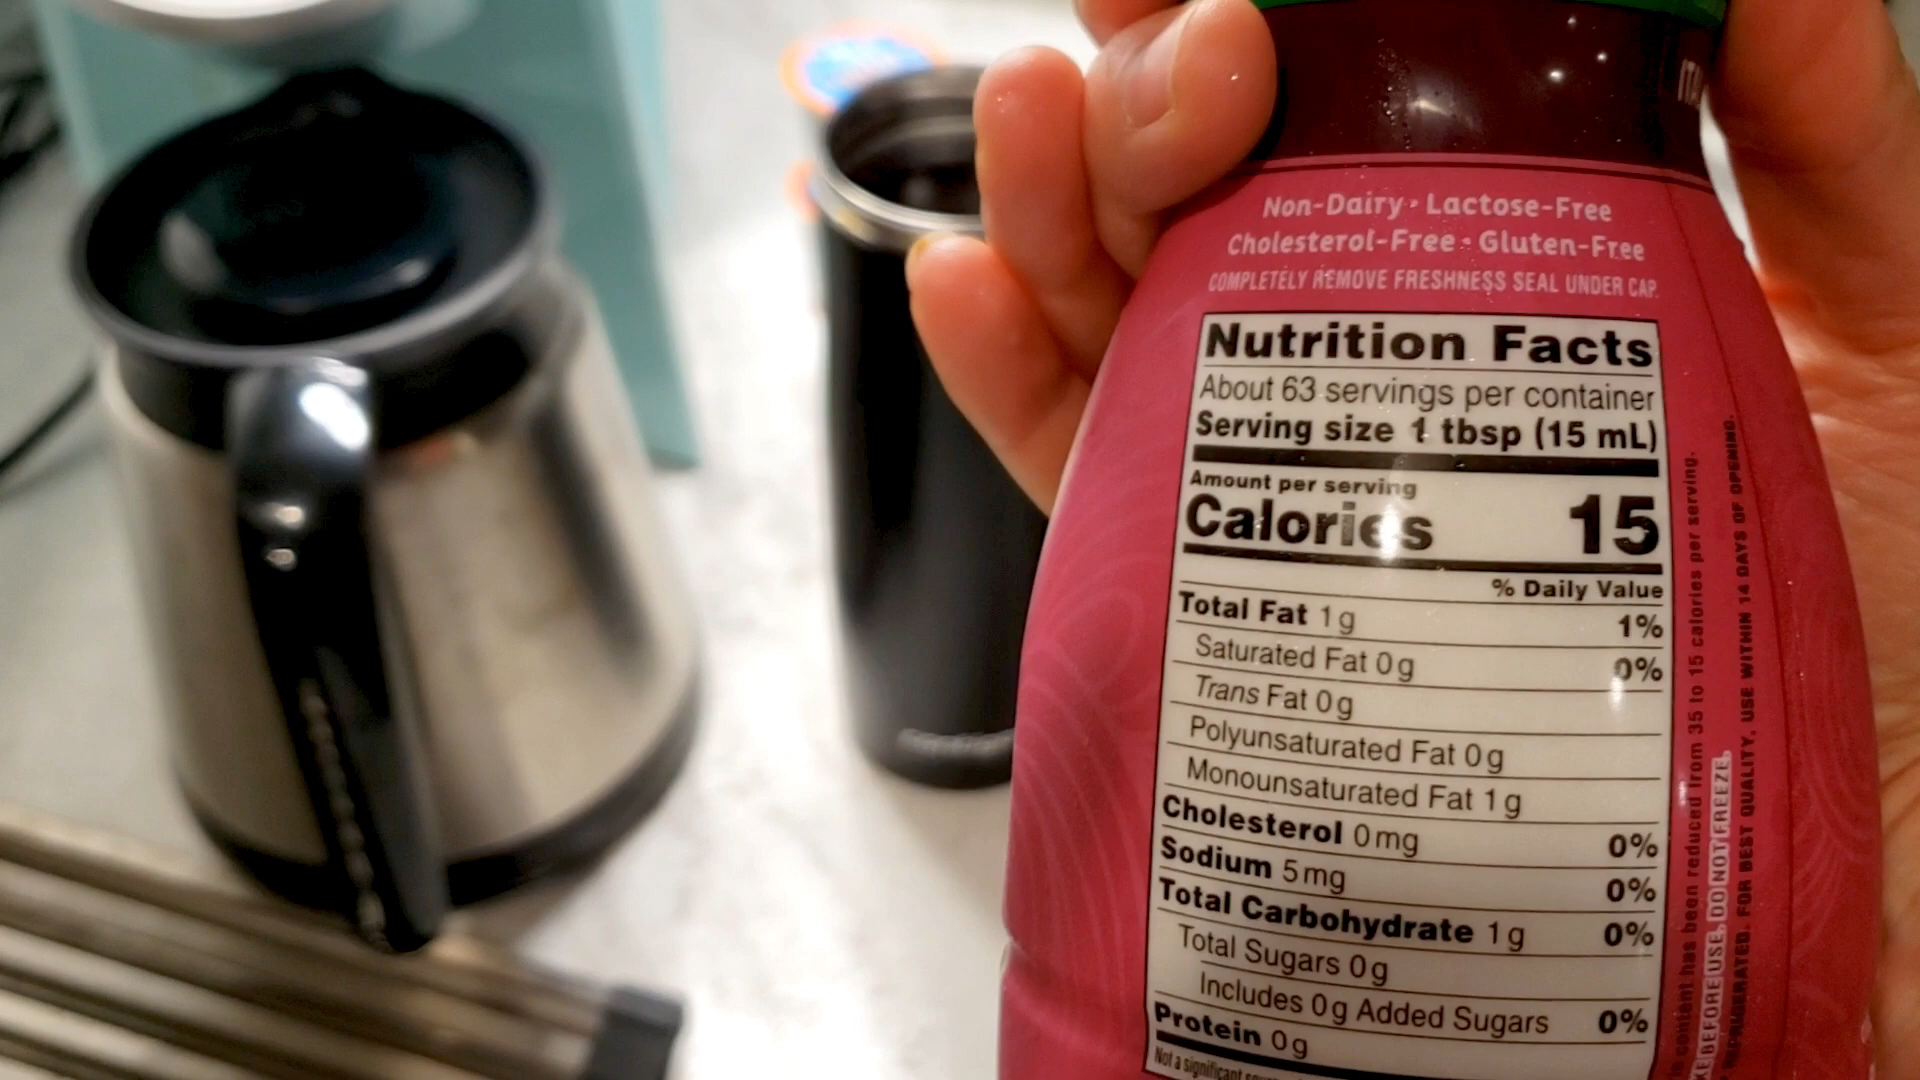 Non-Dairy • Lactose-Free
Cholesterol-Free • Gluten-Free
COMPLETELY REMOVE FRESHNESS SEAL UNDER CAP.
Nutrition Facts
About 63 servings per container
Serving size 1 tbsp (15 mL)
Amount per serving
Calories 15
% Daily Value
Total Fat 1g 1%
Saturated Fat 0g 0%
Trans Fat 0g
Polyunsaturated Fat 0g
Monounsaturated Fat 1g
Cholesterol 0mg 0%
Sodium 5mg 0%
Total Carbohydrate 1g 0%
Total Sugars 0g
Includes 0g Added Sugars 0%
Protein 0g
Not a significant
content has been reduced from 35 to 15 calories per serving.
BEFORE USE. DO NOT FREEZE.
FOR BEST QUALITY, USE WITHIN 14 DAYS OF OPENING.